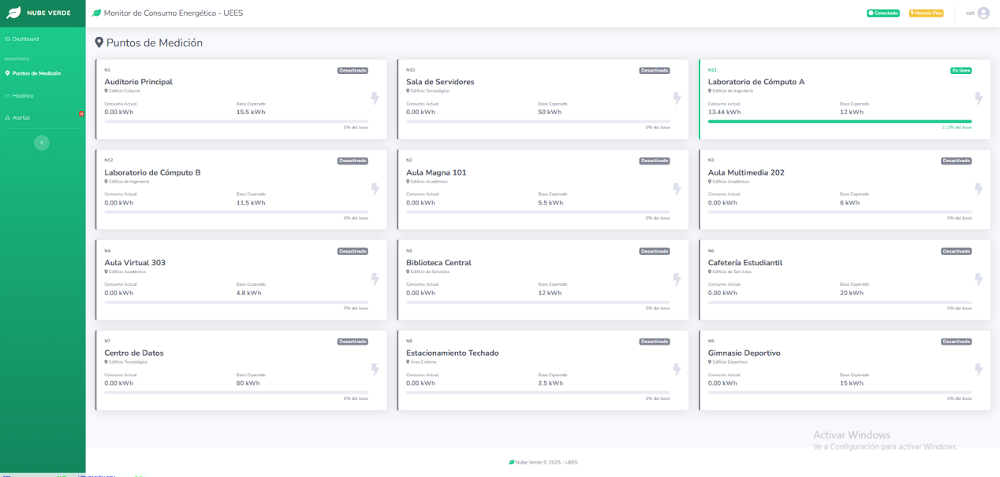 NUBE VERDE
Monitor de Consumo Energético - UEES
Conectado
Horario Pico
esit
Dashboard
MONITOREO
Puntos de Medición
Histórico
Alertas
0
Puntos de Medición
N1
Desactivado
Auditorio Principal
Edificio Cultural
Consumo Actual
Base Esperado
0.00 kWh
15.5 kWh
0% del base
N10
Desactivado
Sala de Servidores
Edificio Tecnológico
Consumo Actual
Base Esperado
0.00 kWh
50 kWh
0% del base
N11
En línea
Laboratorio de Cómputo A
Edificio de Ingeniería
Consumo Actual
Base Esperado
13.44 kWh
12 kWh
112% del base
N12
Desactivado
Laboratorio de Cómputo B
Edificio de Ingeniería
Consumo Actual
Base Esperado
0.00 kWh
11.5 kWh
0% del base
N2
Desactivado
Aula Magna 101
Edificio Académico
Consumo Actual
Base Esperado
0.00 kWh
5.5 kWh
0% del base
N3
Desactivado
Aula Multimedia 202
Edificio Académico
Consumo Actual
Base Esperado
0.00 kWh
6 kWh
0% del base
N4
Desactivado
Aula Virtual 303
Edificio Académico
Consumo Actual
Base Esperado
0.00 kWh
4.8 kWh
0% del base
N5
Desactivado
Biblioteca Central
Edificio de Servicios
Consumo Actual
Base Esperado
0.00 kWh
12 kWh
0% del base
N6
Desactivado
Cafetería Estudiantil
Edificio de Servicios
Consumo Actual
Base Esperado
0.00 kWh
20 kWh
0% del base
N7
Desactivado
Centro de Datos
Edificio Tecnológico
Consumo Actual
Base Esperado
0.00 kWh
60 kWh
0% del base
N8
Desactivado
Estacionamiento Techado
Área Externa
Consumo Actual
Base Esperado
0.00 kWh
2.5 kWh
0% del base
N9
Desactivado
Gimnasio Deportivo
Edificio Deportivo
Consumo Actual
Base Esperado
0.00 kWh
15 kWh
0% del base
Activar Windows
Ve a Configuración para activar Windows.
Nube Verde © 2025 - UEES